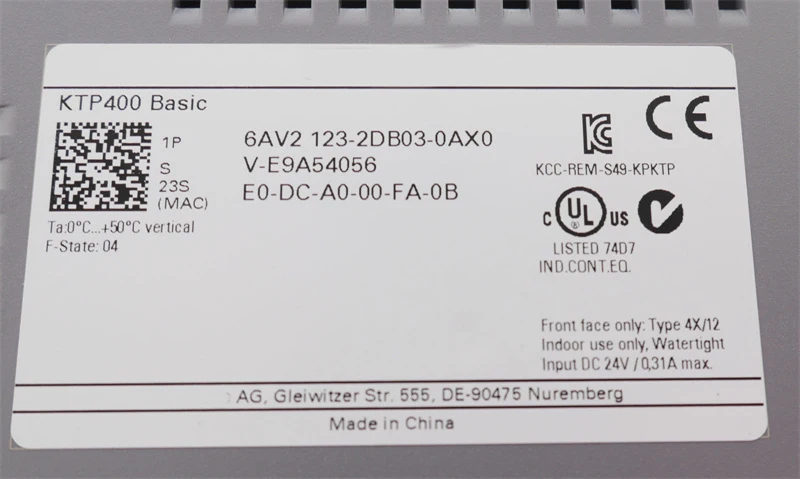 KTP400 Basic
1P 6AV2 123-2DB03-0AX0
S V-E9A54056
23S E0-DC-A0-00-FA-0B
(MAC)
Ta:0°C...+50°C vertical
F-State: 04
CE
KCC-REM-S49-KPKTP
C UL US
LISTED 74D7
IND.CONT.EQ.
Front face only: Type 4X/12
Indoor use only, Watertight
Input DC 24V / 0,31A max.
AG, Gleiwitzer Str. 555, DE-90475 Nuremberg
Made in China